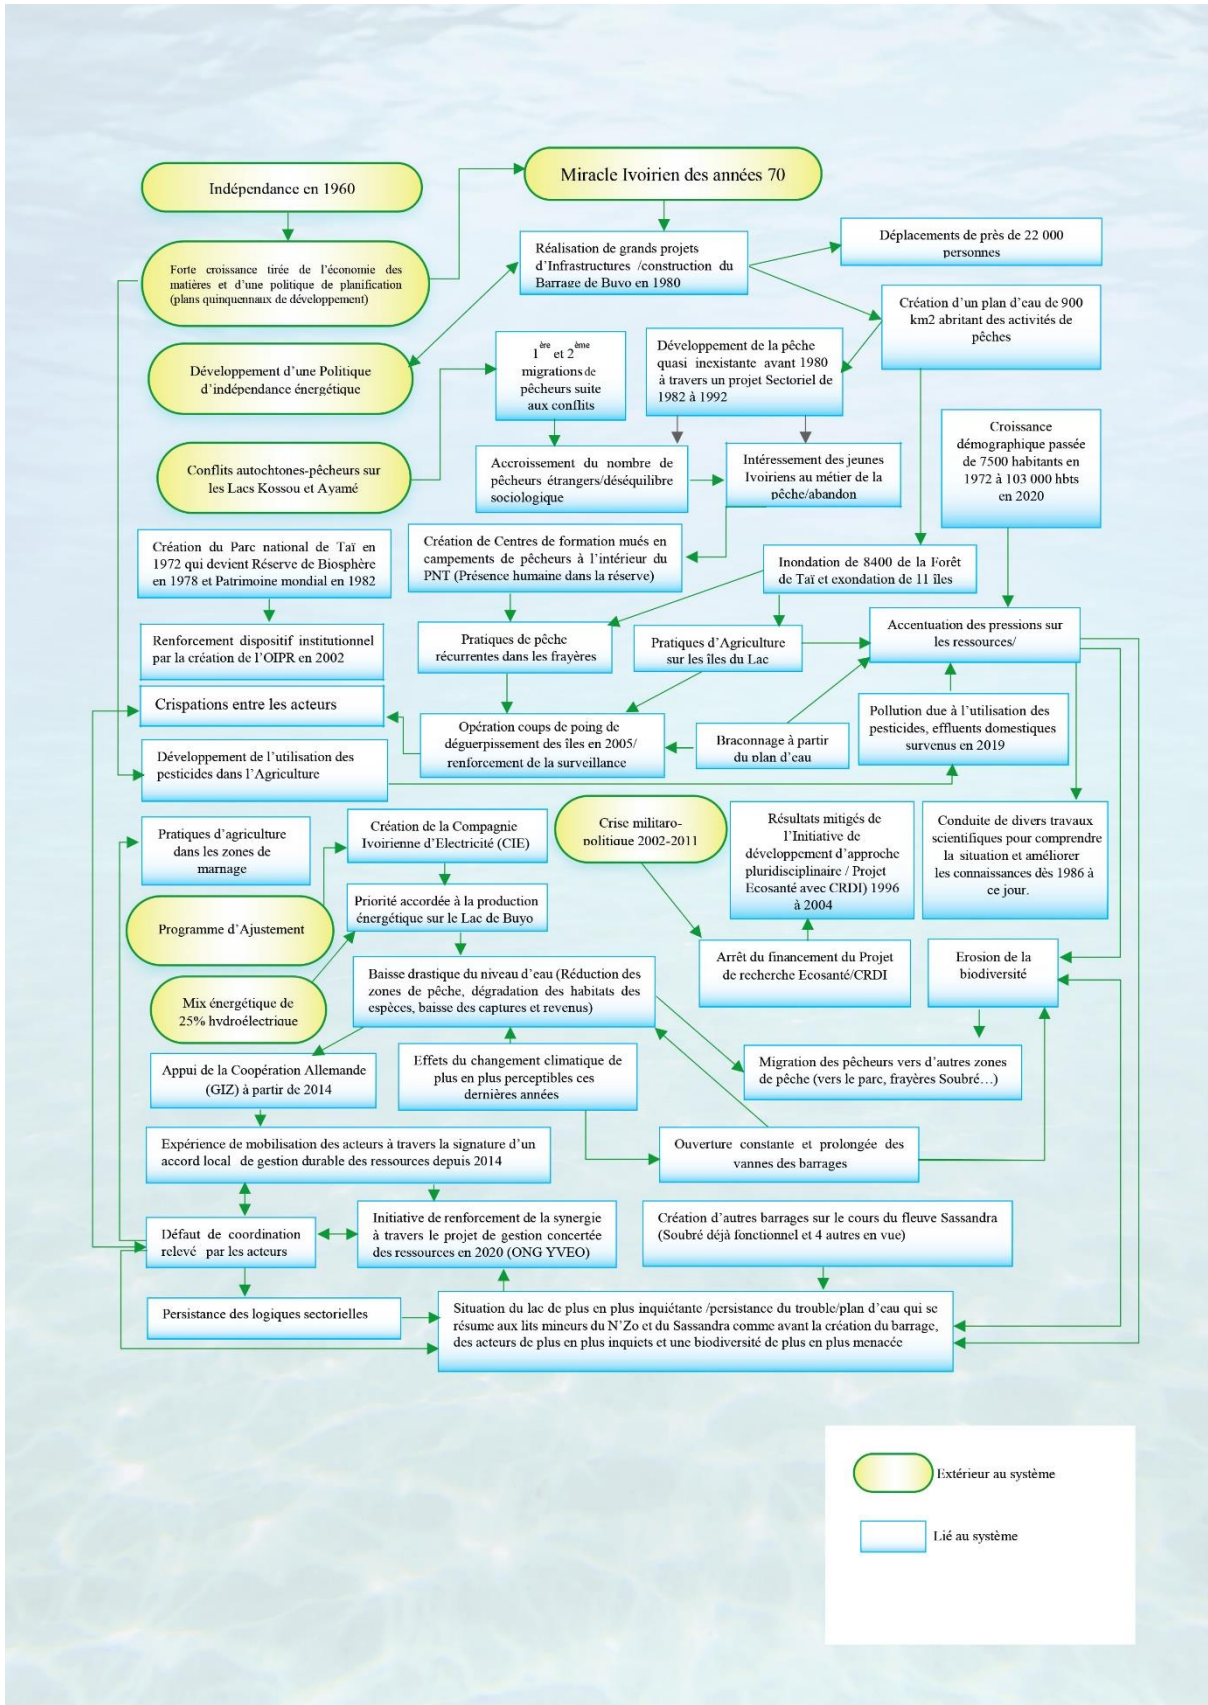 Indépendance en 1960
Miracle Ivoirien des années 70
Forte croissance tirée de l'économie des
matières et d'une politique de planification
(plans quinquennaux de développement)
Réalisation de grands projets
d'Infrastructures /construction du
Barrage de Buyo en 1980
Déplacements de près de 22 000
personnes
Création d'un plan d'eau de 900
km2 abritant des activités de
pêches
Développement d'une Politique
d'indépendance énergétique
1ère et 2ème
migrations de
pêcheurs suite
aux conflits
Développement de la pêche
quasi inexistante avant 1980
à travers un projet Sectoriel de
1982 à 1992
Croissance
démographique passée
de 7500 habitants en
1972 à 103 000 hbts
en 2020
Conflits autochtones-pêcheurs sur
les Lacs Kossou et Ayamé
Accroissement du nombre de
pêcheurs étrangers/déséquilibre
sociologique
Intéressement des jeunes
Ivoiriens au métier de la
pêche/abandon
Création du Parc national de Taï en
1972 qui devient Réserve de Biosphère
en 1978 et Patrimoine mondial en 1982
Création de Centres de formation mués en
campements de pêcheurs à l'intérieur du
PNT (Présence humaine dans la réserve)
Inondation de 8400 de la Forêt
de Taï et exondation de 11 îles
Renforcement dispositif institutionnel
par la création de l'OIPR en 2002
Pratiques de pêche
récurrentes dans les frayères
Pratiques d'Agriculture
sur les îles du Lac
Accentuation des pressions sur
les ressources/
Crispations entre les acteurs
Opération coups de poing de
déguerpissement des îles en 2005/
renforcement de la surveillance
Braconnage à partir
du plan d'eau
Pollution due à l'utilisation des
pesticides, effluents domestiques
survenus en 2019
Développement de l'utilisation des
pesticides dans l'Agriculture
Pratiques d'agriculture
dans les zones de
marnage
Création de la Compagnie
Ivoirienne d'Electricité (CIE)
Crise militaro-
politique 2002-2011
Résultats mitigés de
l'Initiative de
développement d'approche
pluridisciplinaire / Projet
Ecosanté avec CRDI) 1996
à 2004
Conduite de divers travaux
scientifiques pour comprendre
la situation et améliorer
les connaissances dès 1986 à
ce jour.
Programme d'Ajustement
Priorité accordée à la production
énergétique sur le Lac de Buyo
Arrêt du financement du Projet
de recherche Ecosanté/CRDI
Erosion de la
biodiversité
Mix énergétique de
25% hydroélectrique
Baisse drastique du niveau d'eau (Réduction des
zones de pêche, dégradation des habitats des
espèces, baisse des captures et revenus)
Appui de la Coopération Allemande
(GIZ) à partir de 2014
Effets du changement climatique de
plus en plus perceptibles ces
dernières années
Migration des pêcheurs vers d'autres zones
de pêche (vers le parc, frayères Soubré…)
Expérience de mobilisation des acteurs à travers la signature d'un
accord local de gestion durable des ressources depuis 2014
Ouverture constante et prolongée des
vannes des barrages
Défaut de coordination
relevé par les acteurs
Initiative de renforcement de la synergie
à travers le projet de gestion concertée
des ressources en 2020 (ONG YVEO)
Création d'autres barrages sur le cours du fleuve Sassandra
(Soubré déjà fonctionnel et 4 autres en vue)
Persistance des logiques sectorielles
Situation du lac de plus en plus inquiétante /persistance du trouble/plan d'eau qui se
résume aux lits mineurs du N'Zo et du Sassandra comme avant la création du barrage,
des acteurs de plus en plus inquiets et une biodiversité de plus en plus menacée
Extérieur au système
Lié au système